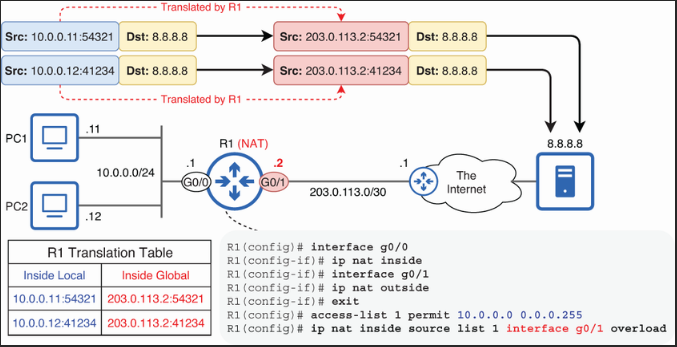 Translated by R1
Src: 10.0.0.11:54321 Dst: 8.8.8.8 Src: 203.0.113.2:54321 Dst: 8.8.8.8
Src: 10.0.0.12:41234 Dst: 8.8.8.8 Src: 203.0.113.2:41234 Dst: 8.8.8.8
Translated by R1
PC1 .11
R1 (NAT)
8.8.8.8
10.0.0.0/24
.1 .2 .1
G0/0 G0/1
The
Internet
203.0.113.0/30
PC2
.12
R1 Translation Table
Inside Local Inside Global
10.0.0.11:54321 203.0.113.2:54321
10.0.0.12:41234 203.0.113.2:41234
R1(config)# interface g0/0
R1(config-if)# ip nat inside
R1(config-if)# interface g0/1
R1(config-if)# ip nat outside
R1(config-if)# exit
R1(config)# access-list 1 permit 10.0.0.0 0.0.0.255
R1(config)# ip nat inside source list 1 interface g0/1 overload